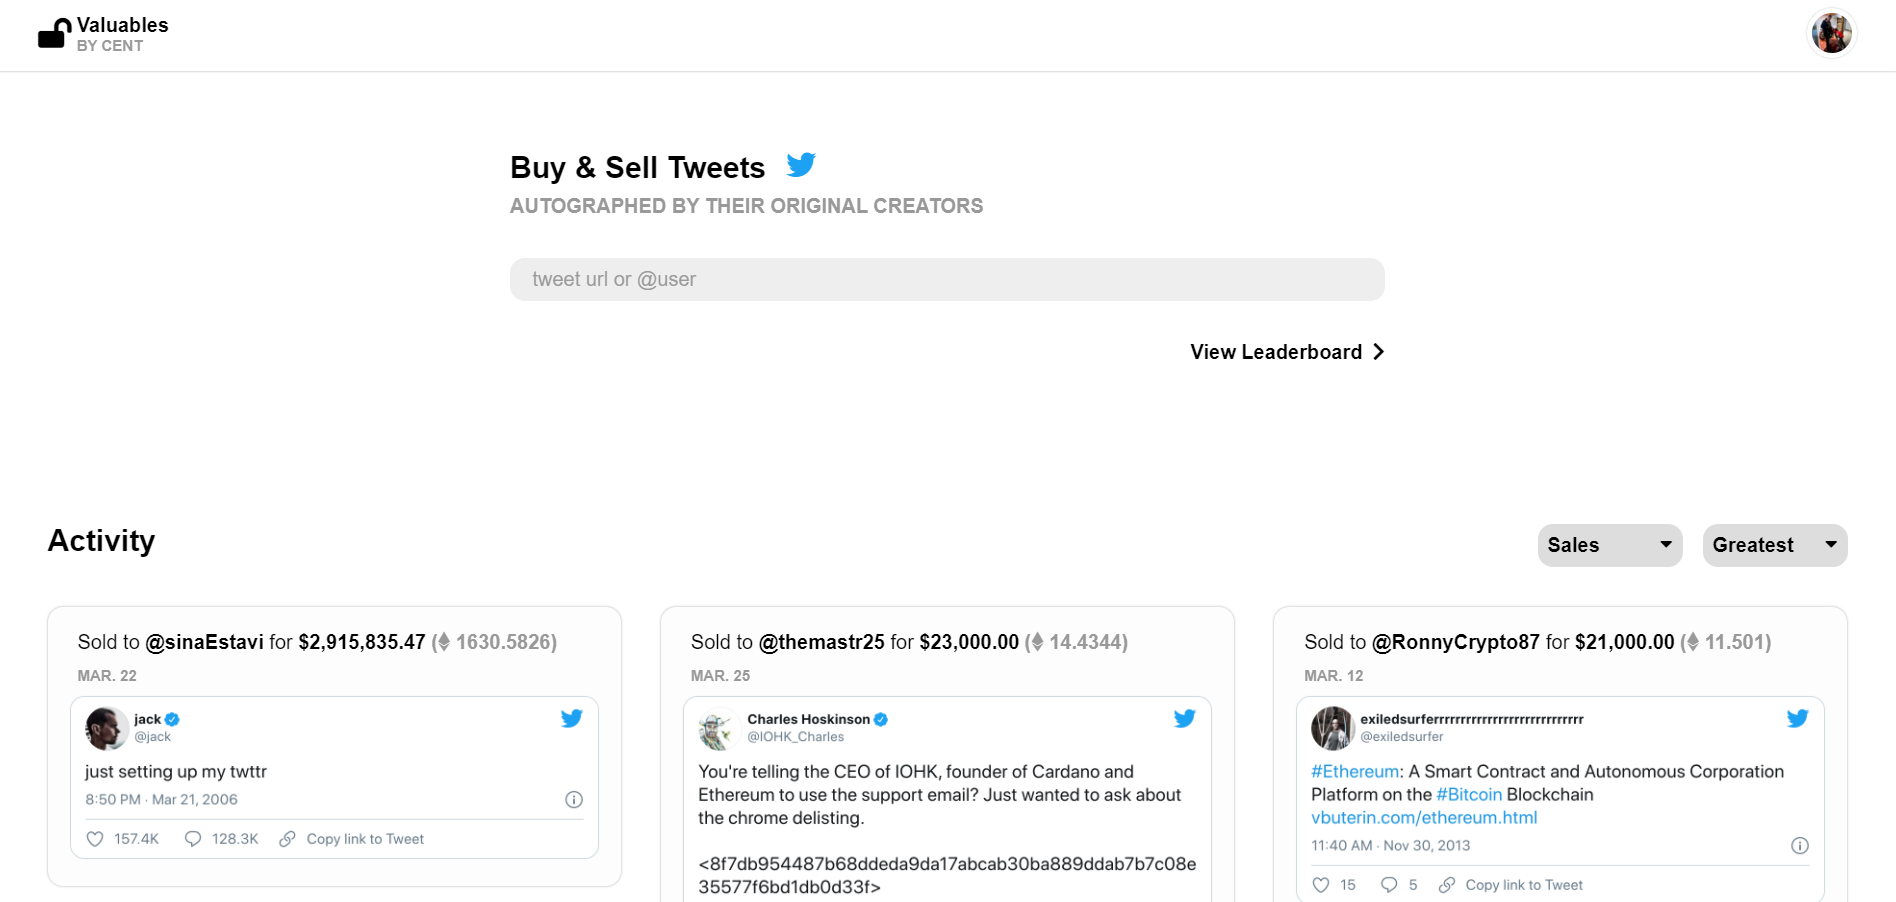 Valuables
BY CENT
Buy & Sell Tweets
AUTOGRAPHED BY THEIR ORIGINAL CREATORS
tweet url or @user
View Leaderboard
Activity
Sales
Greatest
Sold to @sinaEstavi for $2,915,835.47 (1630.5826)
MAR. 22
jack
@jack
just setting up my twttr
8:50 PM · Mar 21, 2006
157.4K 128.3K Copy link to Tweet
Sold to @themastr25 for $23,000.00 (14.4344)
MAR. 25
Charles Hoskinson
@IOHK_Charles
You're telling the CEO of IOHK, founder of Cardano and
Ethereum to use the support email? Just wanted to ask about
the chrome delisting.
<8f7db954487b68ddeda9da17abcab30ba889ddab7b7c08e
35577f6bd1db0d33f>
Sold to @RonnyCrypto87 for $21,000.00 (11.501)
MAR. 12
exiledsurferrrrrrrrrrrrrrrrrrrrrrrrrrrr
@exiledsurfer
#Ethereum: A Smart Contract and Autonomous Corporation
Platform on the #Bitcoin Blockchain
vbuterin.com/ethereum.html
11:40 AM · Nov 30, 2013
15 5 Copy link to Tweet